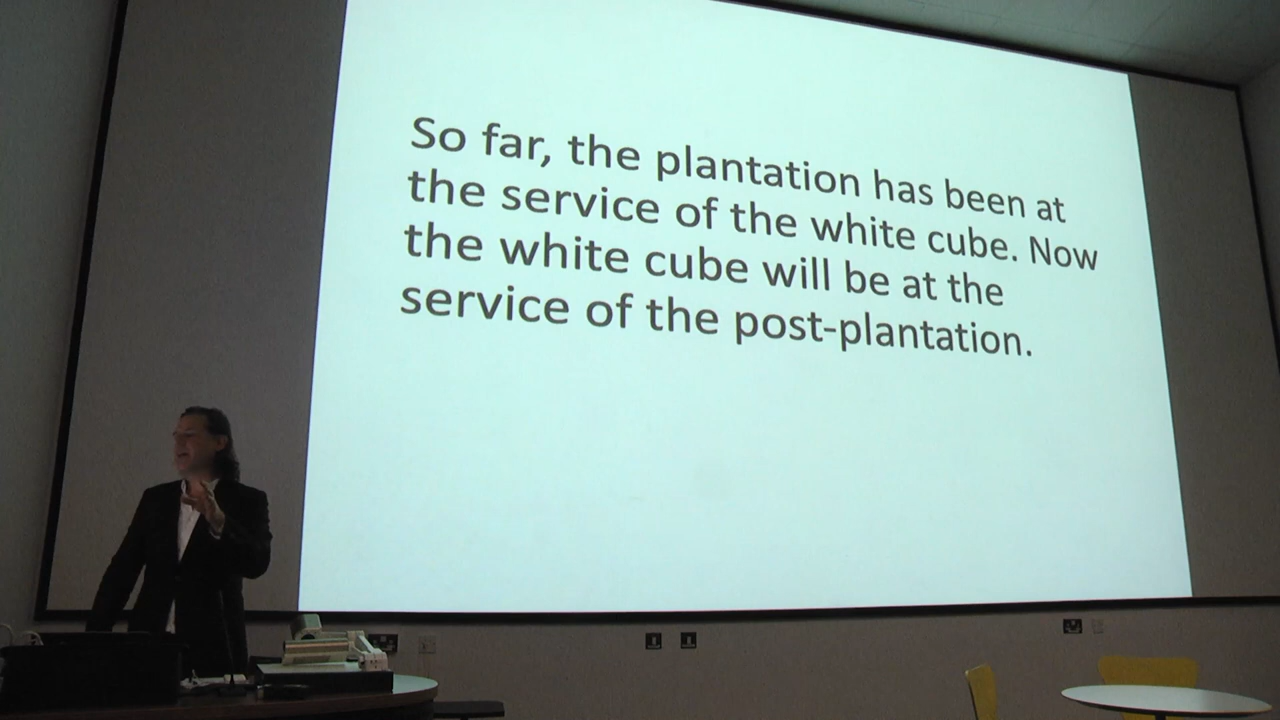 So far, the plantation has been at
the service of the white cube. Now
the white cube will be at the
service of the post-plantation.